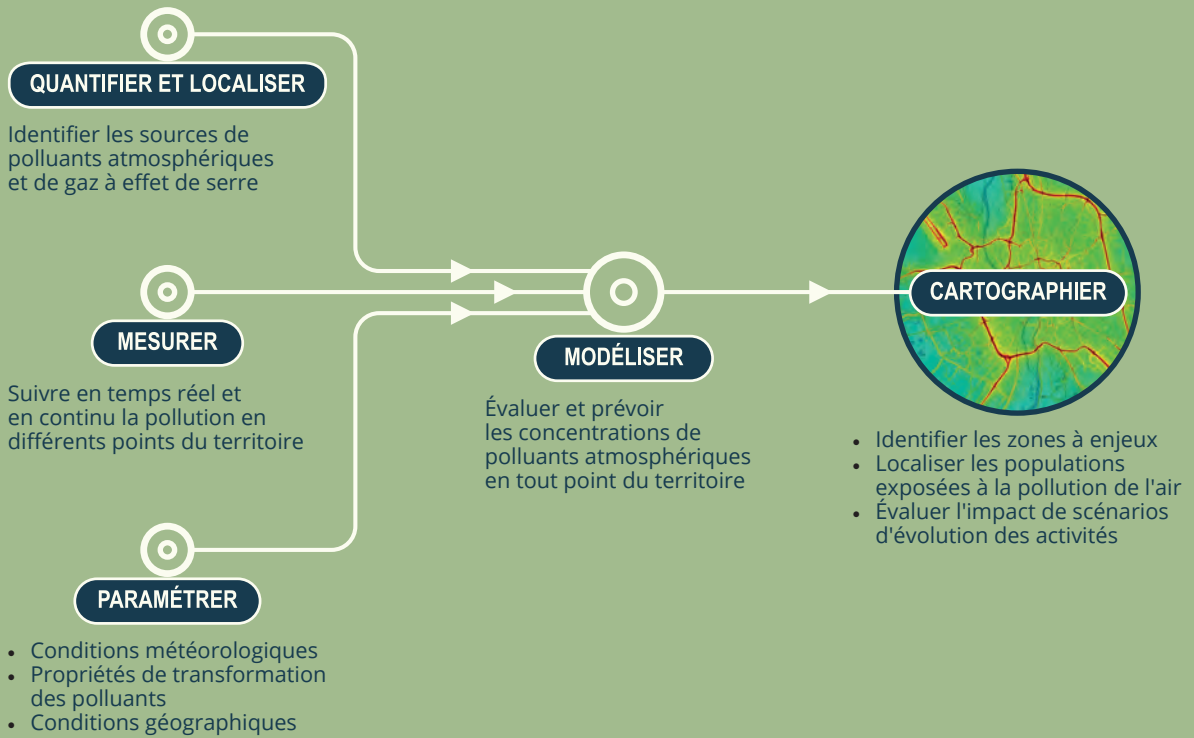 QUANTIFIER ET LOCALISER
Identifier les sources de
polluants atmosphériques
et de gaz à effet de serre
MESURER
Suivre en temps réel et
en continu la pollution en
différents points du territoire
PARAMÉTRER
• Conditions météorologiques
• Propriétés de transformation
des polluants
• Conditions géographiques
MODÉLISER
Évaluer et prévoir
les concentrations de
polluants atmosphériques
en tout point du territoire
CARTOGRAPHIER
• Identifier les zones à enjeux
• Localiser les populations
exposées à la pollution de l'air
• Évaluer l'impact de scénarios
d'évolution des activités